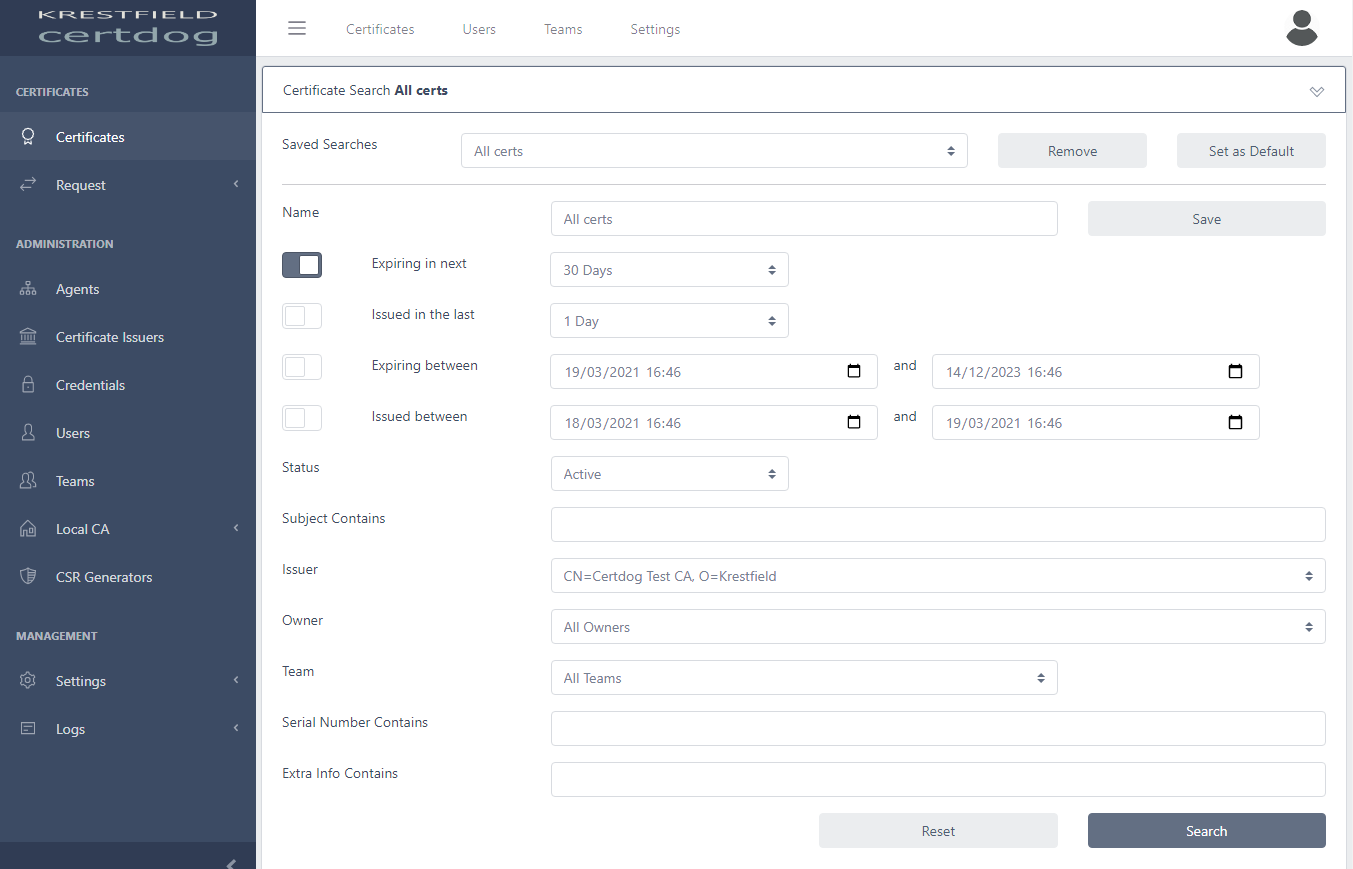 KRESTFIELD
certdog
Certificates Users Teams Settings
CERTIFICATES
Certificates
Request
ADMINISTRATION
Agents
Certificate Issuers
Credentials
Users
Teams
Local CA
CSR Generators
MANAGEMENT
Settings
Logs
Certificate Search All certs
Saved Searches All certs Remove Set as Default
Name All certs Save
Expiring in next 30 Days
Issued in the last 1 Day
Expiring between 19/03/2021 16:46 and 14/12/2023 16:46
Issued between 18/03/2021 16:46 and 19/03/2021 16:46
Status Active
Subject Contains
Issuer CN=Certdog Test CA, O=Krestfield
Owner All Owners
Team All Teams
Serial Number Contains
Extra Info Contains
Reset Search